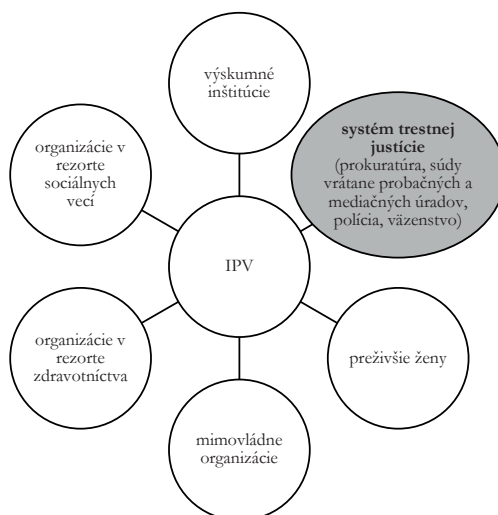 výskumné
inštitúcie
systém trestnej
justície
(prokuratúra, súdy
vrátane probačných a
mediačných úradov,
polícia, väzenstvo)
organizácie v
rezorte
sociálnych
vecí
IPV
organizácie v
rezorte
zdravotníctva
preživšie ženy
mimovládne
organizácie